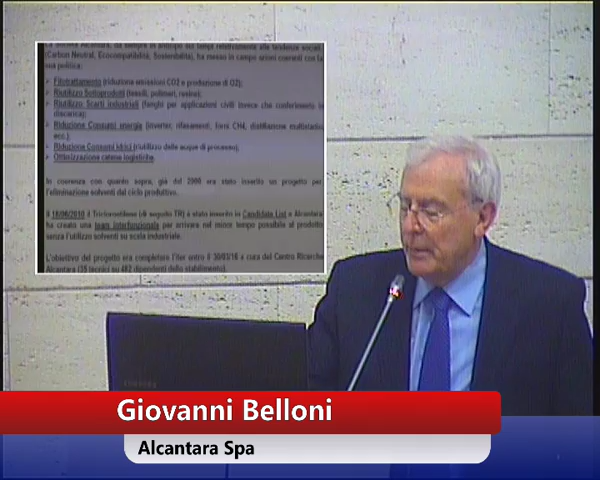 La Società Alcantara, da sempre in anticipo sui tempi relativamente alle tendenze sociali
(Carbon Neutral, Ecocompatibilità, Sostenibilità), ha messo in campo azioni coerenti con la
sua politica:
Fitotrattamento (riduzione emissioni CO2 e produzione di O2);
Riutilizzo Sottoprodotti (tessili, polimeri, resine);
Riutilizzo Scarti industriali (fanghi per applicazioni civili invece che conferimento in
discarica);
Riduzione Consumi energia (inverter, rifasamenti, forni CH4, distillazione multistadio
ecc.)
Riduzione Consumi idrici (riutilizzo delle acque di processo);
Ottimizzazione catene logistiche.
In coerenza con quanto sopra, già dal 2006 era stato inserito un progetto per
l'eliminazione solventi dal ciclo produttivo.
Il 18/06/2010 il Tricloroetilene (di seguito TR) è stato inserito in Candidate List e Alcantara
ha creato una team interfunzionale per arrivare nel minor tempo possibile al prodotto
senza l'utilizzo solventi su scala industriale.
L'obiettivo del progetto era completare l'iter entro il 30/03/16 a cura del Centro Ricerche
Alcantara (35 tecnici su 482 dipendenti dello stabilimento).
Giovanni Belloni
Alcantara Spa